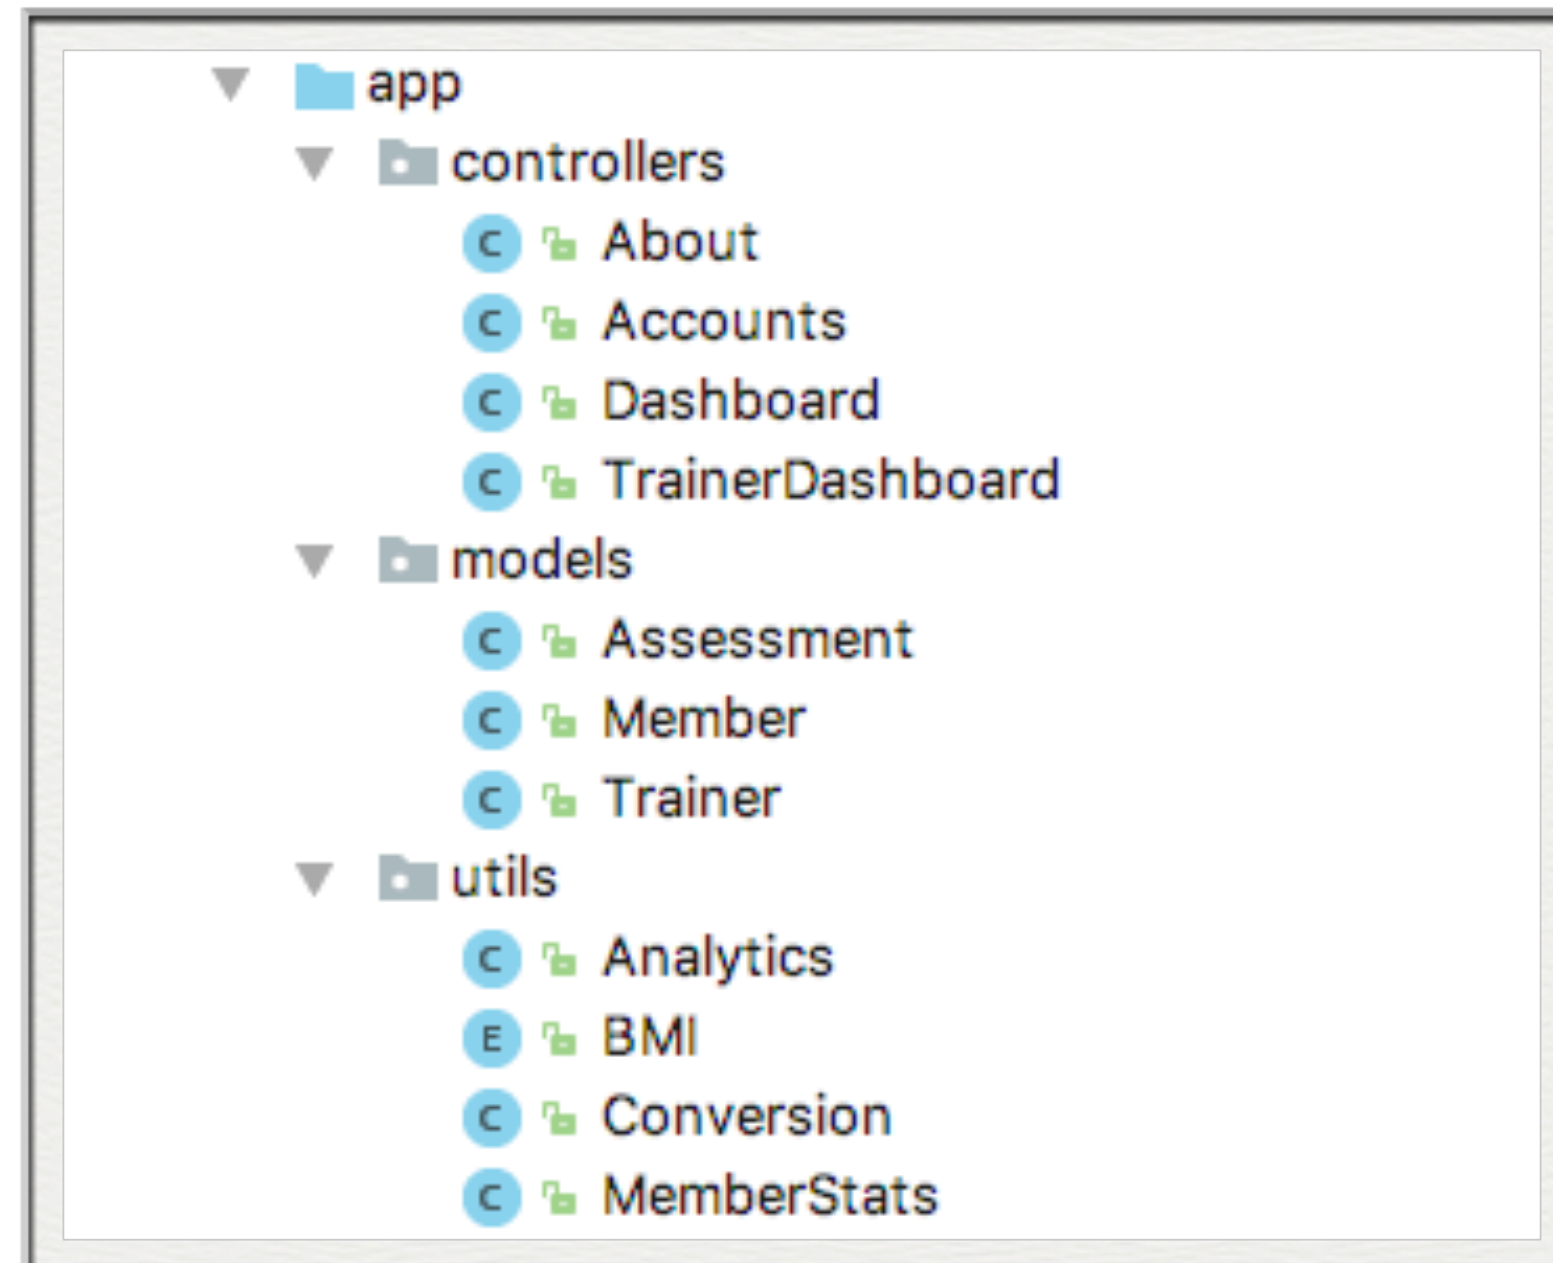 app
controllers
C About
C Accounts
C Dashboard
C TrainerDashboard
models
C Assessment
C Member
C Trainer
utils
C Analytics
E BMI
C Conversion
C MemberStats